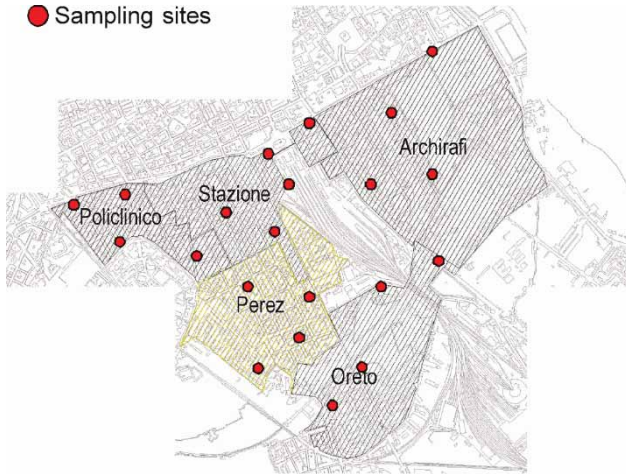 Sampling sites
Archirafi
Stazione
Policlinico
Perez
Oreto